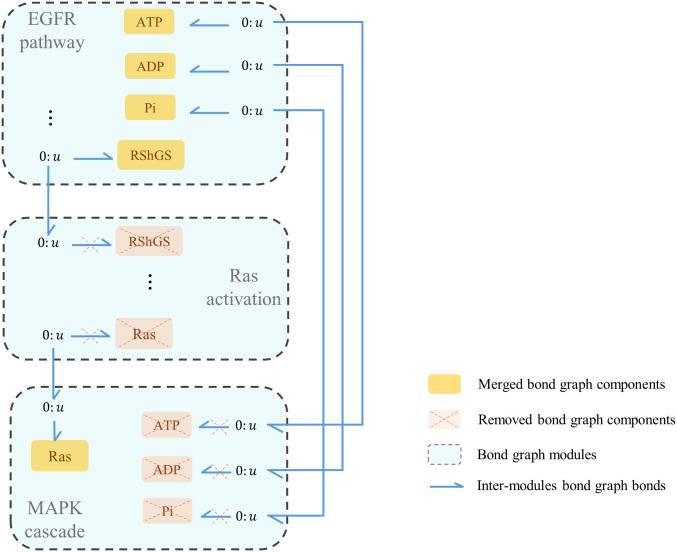 EGFR
pathway
ATP
0: u
ADP
0: u
Pi
0: u
⋮
0: u
RShGS
0: u
RShGS
⋮
Ras
activation
0: u
Ras
0: u
Ras
ATP
0: u
ADP
0: u
Pi
0: u
MAPK
cascade
Merged bond graph components
Removed bond graph components
Bond graph modules
Inter-modules bond graph bonds